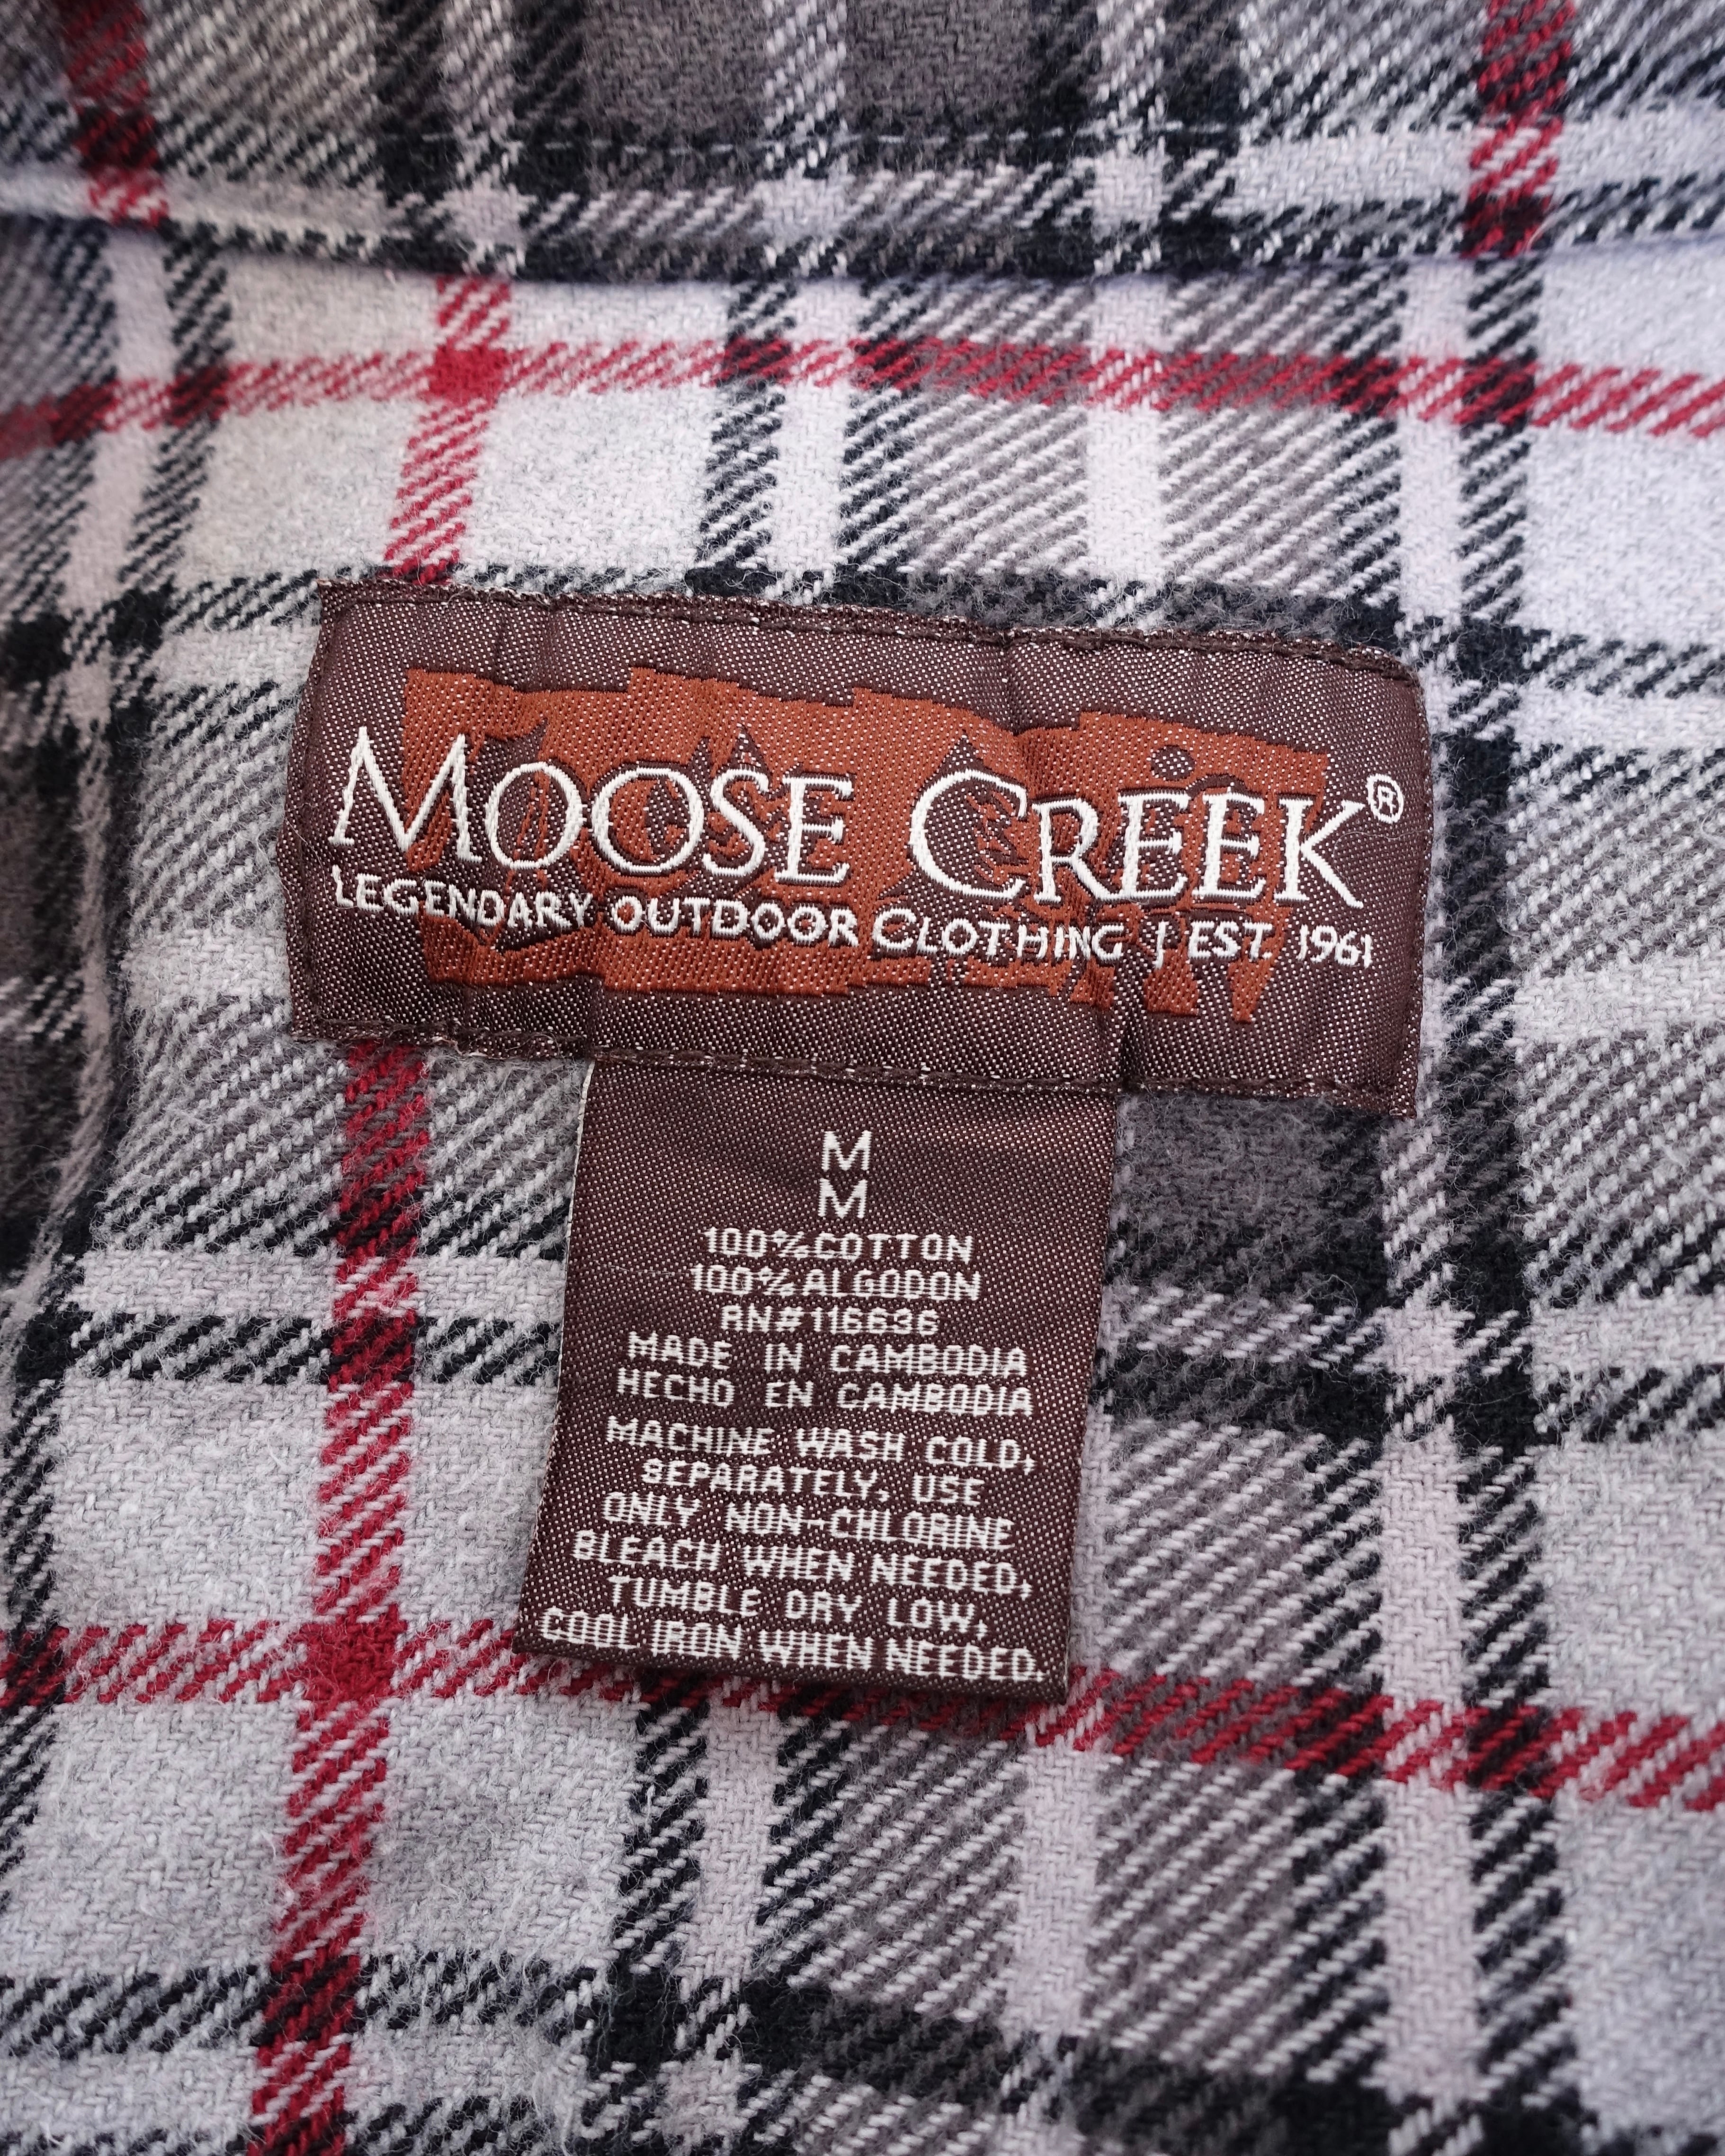 MOOSE CREEK®
LEGENDARY OUTDOOR CLOTHING | EST. 1961
M
M
100% COTTON
100% ALGODON
RN# 116636
MADE IN CAMBODIA
HECHO EN CAMBODIA
MACHINE WASH COLD,
SEPARATELY, USE
ONLY NON-CHLORINE
BLEACH WHEN NEEDED,
TUMBLE DRY LOW,
COOL IRON WHEN NEEDED.